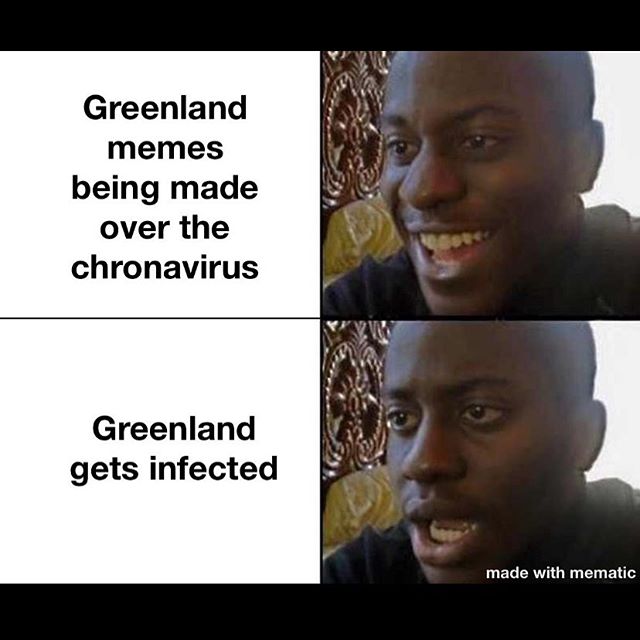 Greenland
memes
being made
over the
chronavirus
Greenland
gets infected
made with mematic